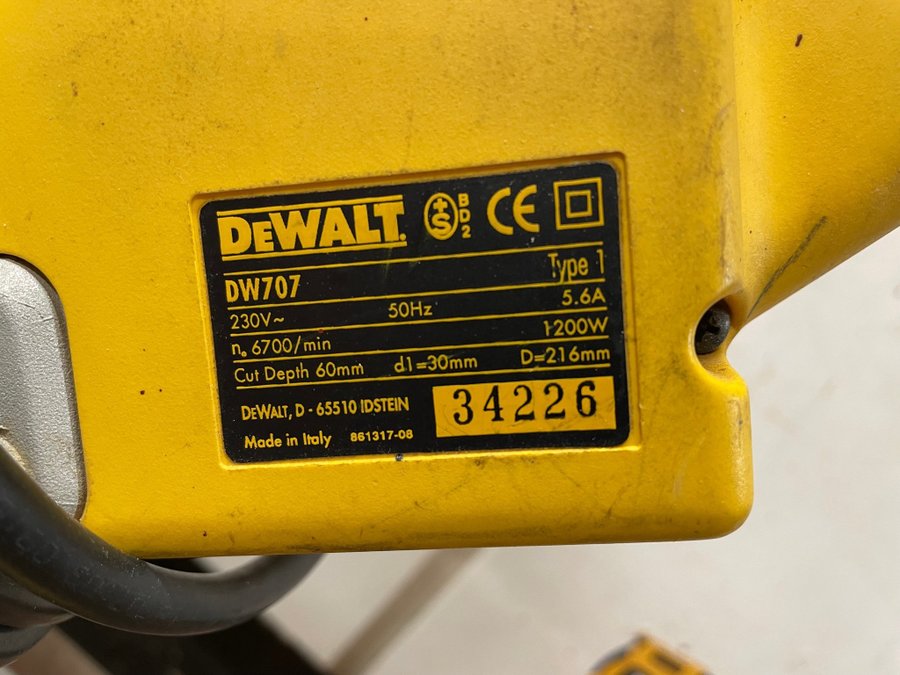 DEWALT
S
BD2
CE
DW707 Type 1
230V~ 50Hz 5.6A
n₀ 6700/min 1200W
Cut Depth 60mm d1=30mm D=216mm
DEWALT, D - 65510 IDSTEIN
34226
Made in Italy 861317-08